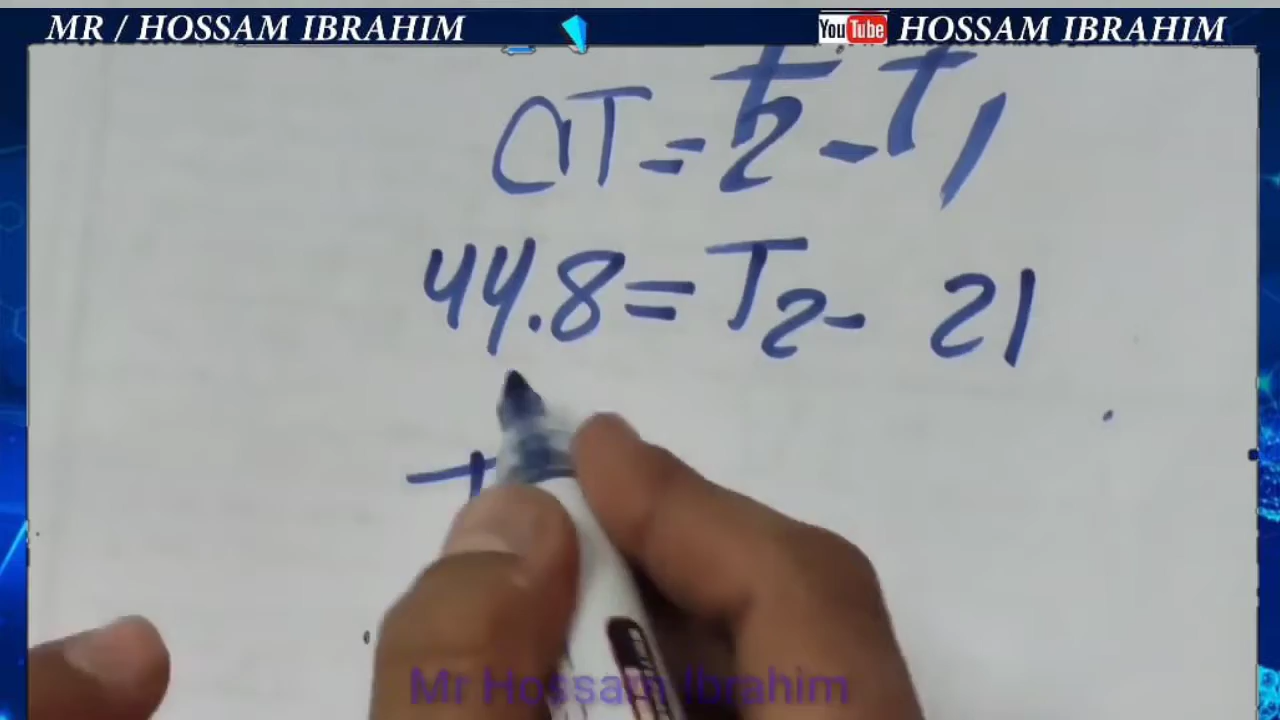 MR / HOSSAM IBRAHIM
YouTube HOSSAM IBRAHIM
ΔT = T2 - T1
44.8 = T2 - 21
T
Mr Hossam Ibrahim